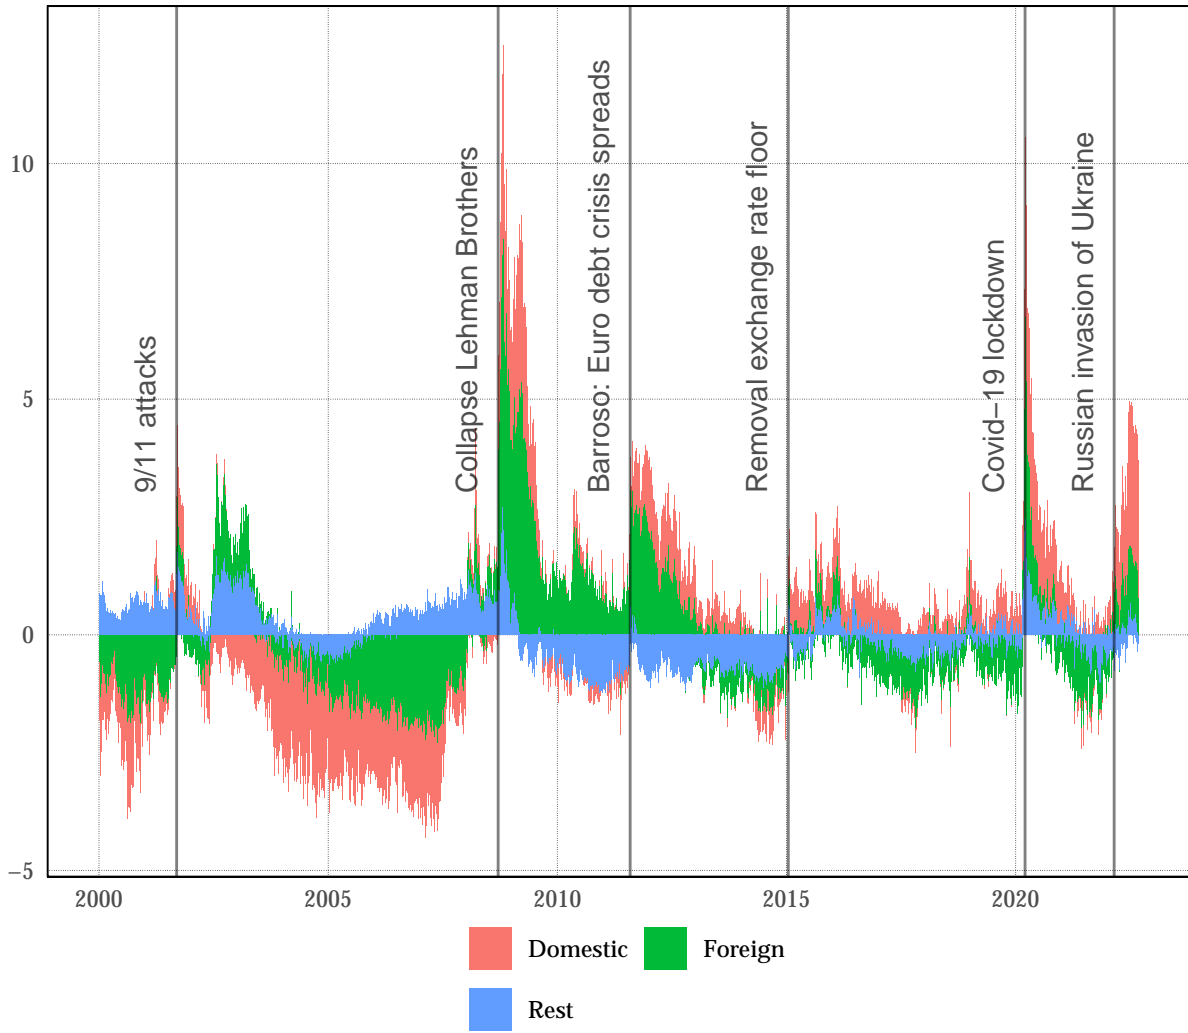 10
5
0
−5
9/11 attacks
Collapse Lehman Brothers
Barroso: Euro debt crisis spreads
Removal exchange rate floor
Covid−19 lockdown
Russian invasion of Ukraine
2000
2005
2010
2015
2020
Domestic
Foreign
Rest